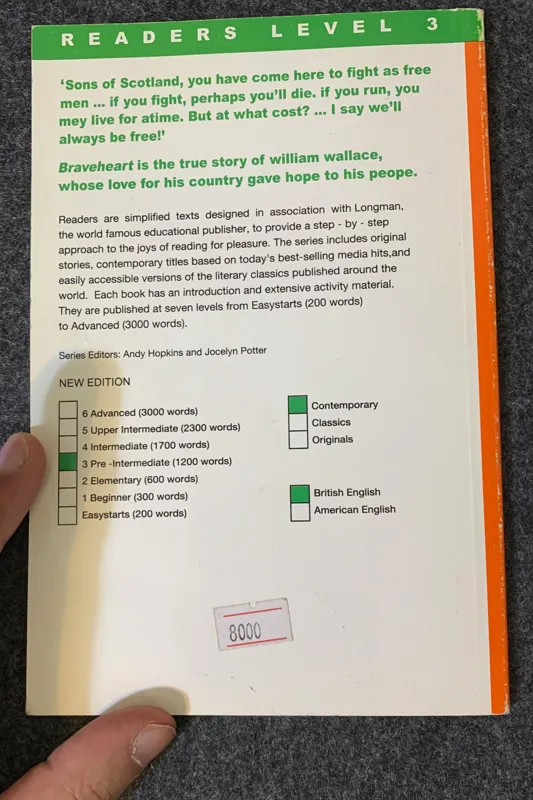 READERS LEVEL 3
‘Sons of Scotland, you have come here to fight as free
men ... if you fight, perhaps you’ll die. if you run, you
mey live for atime. But at what cost? ... I say we’ll
always be free!’
Braveheart is the true story of william wallace,
whose love for his country gave hope to his peope.
Readers are simplified texts designed in association with Longman,
the world famous educational publisher, to provide a step - by - step
approach to the joys of reading for pleasure. The series includes original
stories, contemporary titles based on today's best-selling media hits,and
easily accessible versions of the literary classics published around the
world. Each book has an introduction and extensive activity material.
They are published at seven levels from Easystarts (200 words)
to Advanced (3000 words).
Series Editors: Andy Hopkins and Jocelyn Potter
NEW EDITION
6 Advanced (3000 words)
5 Upper Intermediate (2300 words)
4 Intermediate (1700 words)
3 Pre -Intermediate (1200 words)
2 Elementary (600 words)
1 Beginner (300 words)
Easystarts (200 words)
Contemporary
Classics
Originals
British English
American English
8000